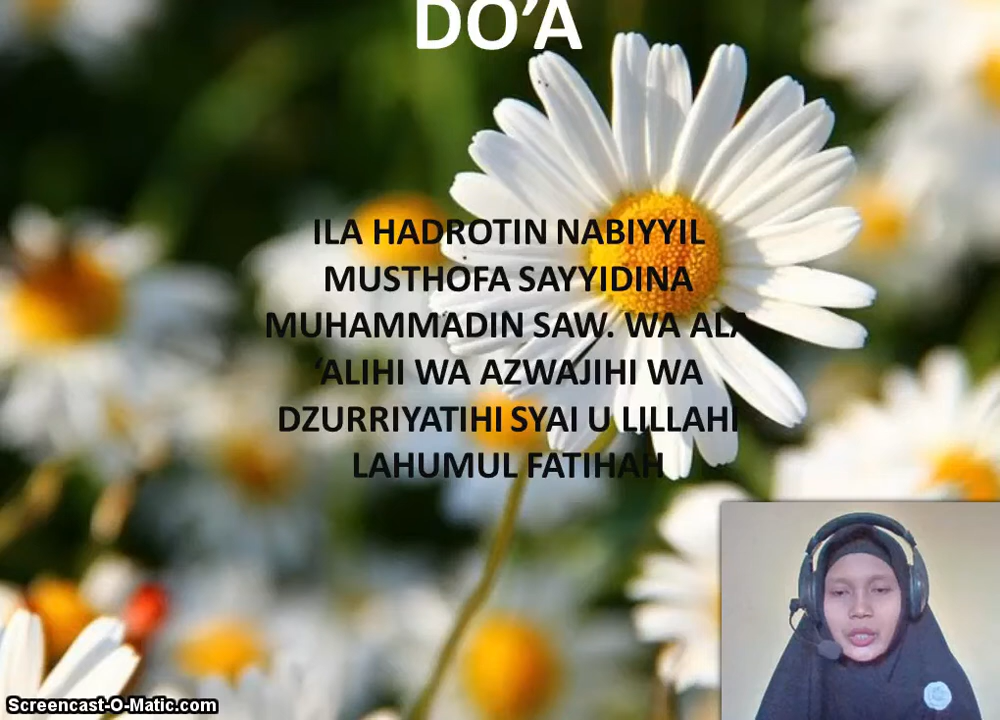 DO’A
ILA HADROTIN NABIYYIL
MUSTHOFA SAYYIDINA
MUHAMMADIN SAW. WA ALA
‘ALIHI WA AZWAJIHI WA
DZURRIYATIHI SYAI U LILLAHI
LAHUMUL FATIHAH
Screencast-O-Matic.com